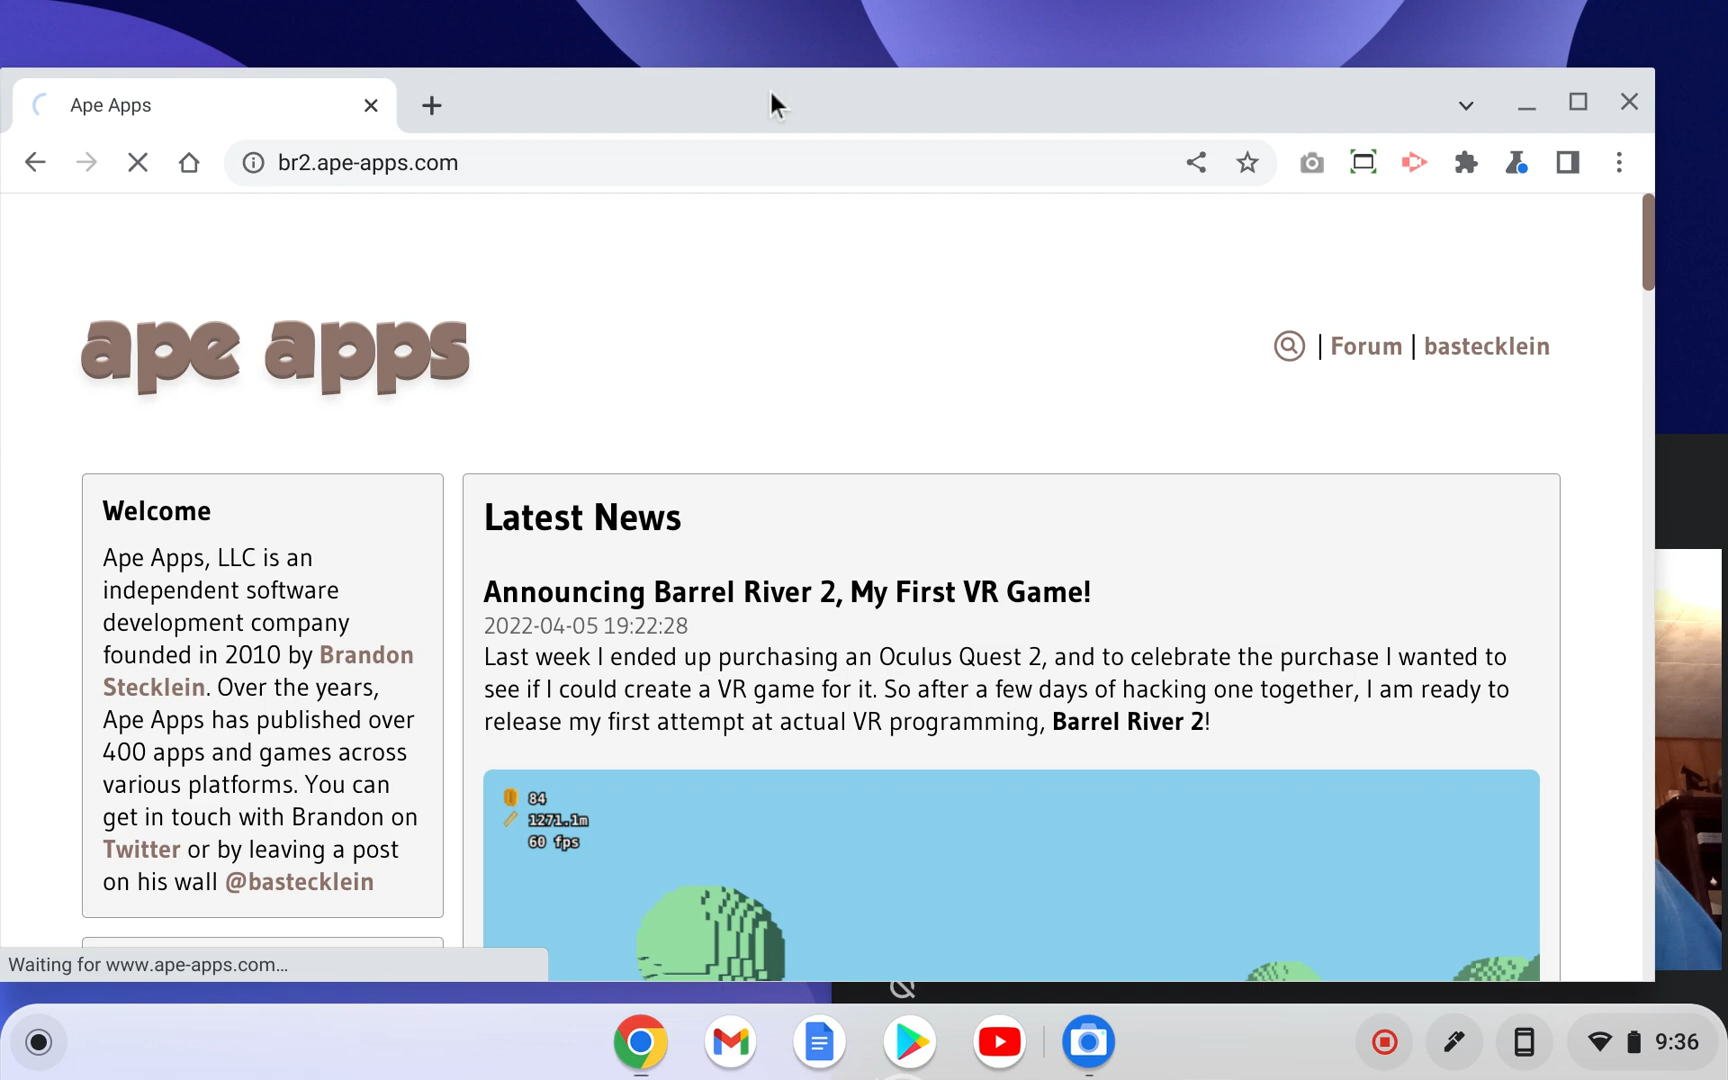 Ape Apps
br2.ape-apps.com
ape apps
| Forum | bastecklein
Welcome
Ape Apps, LLC is an
independent software
development company
founded in 2010 by Brandon
Stecklein. Over the years,
Ape Apps has published over
400 apps and games across
various platforms. You can
get in touch with Brandon on
Twitter or by leaving a post
on his wall @bastecklein
Latest News
Announcing Barrel River 2, My First VR Game!
2022-04-05 19:22:28
Last week I ended up purchasing an Oculus Quest 2, and to celebrate the purchase I wanted to
see if I could create a VR game for it. So after a few days of hacking one together, I am ready to
release my first attempt at actual VR programming, Barrel River 2!
84
1271.1m
60 fps
Waiting for www.ape-apps.com...
9:36